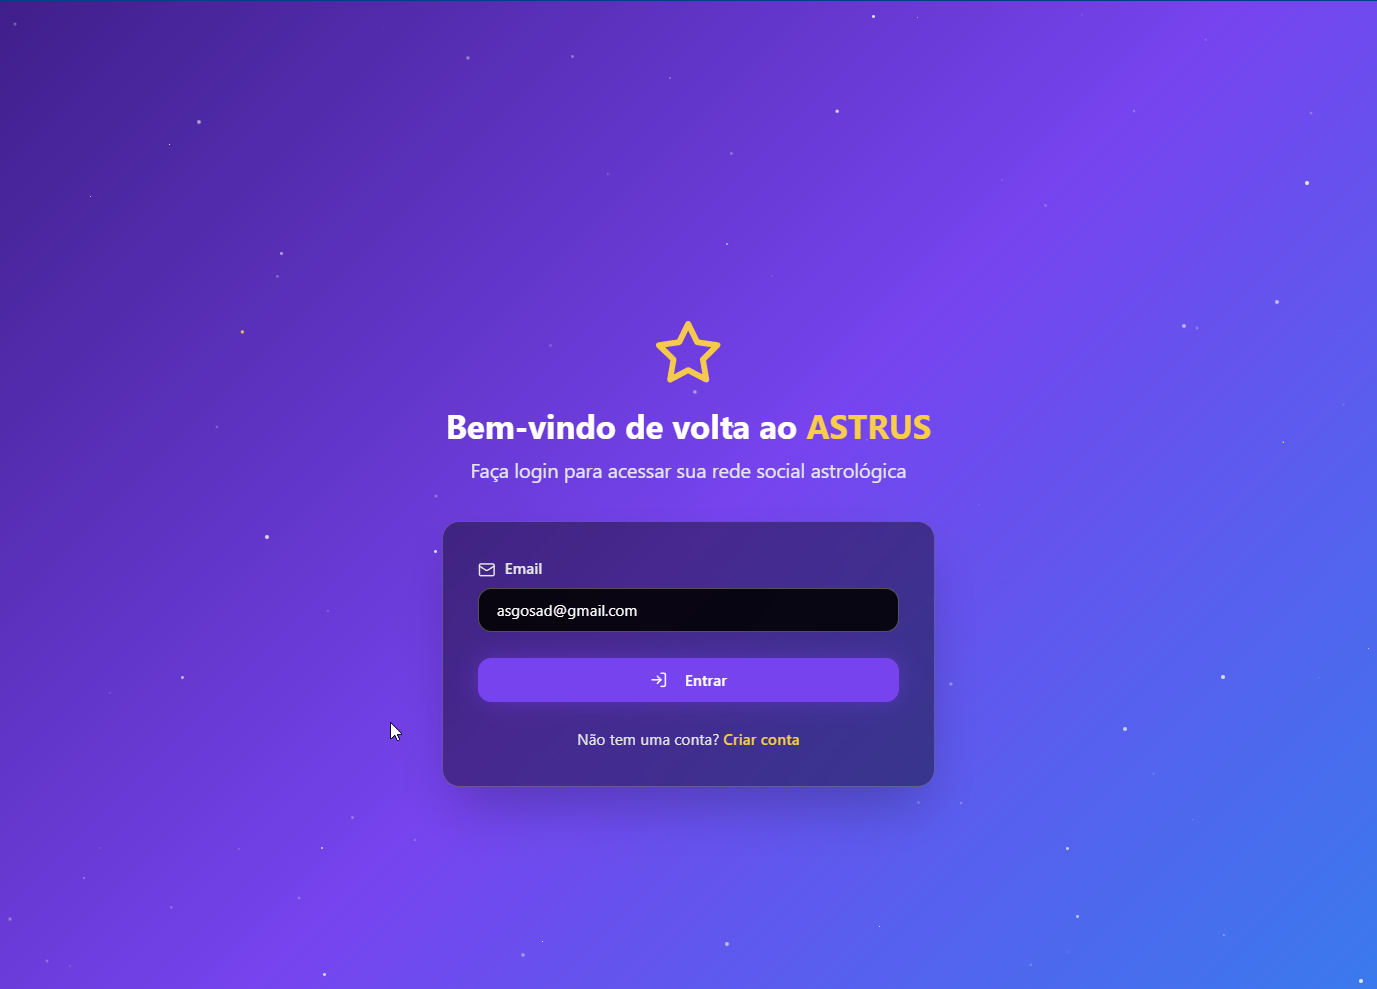 Bem-vindo de volta ao ASTRUS
Faça login para acessar sua rede social astrológica
Email
asgosad@gmail.com
Entrar
Não tem uma conta? Criar conta